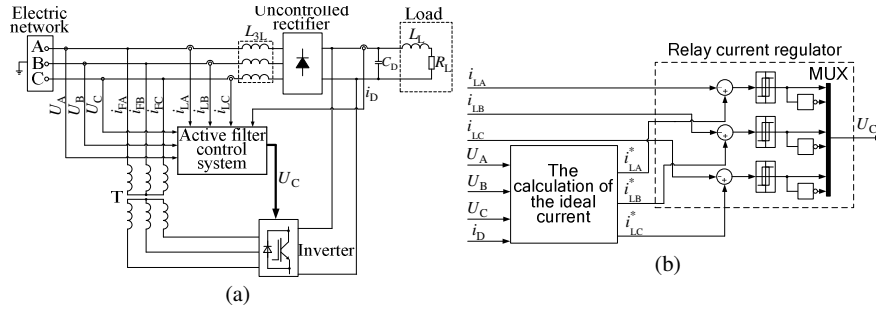 Electric network
Uncontrolled rectifier
Load
A
B
C
L3L
LL
CD
RL
UA
UB
UC
iFA
iFB
iFC
iLA
iLB
iLC
iD
Active filter control system
UC
T
Inverter
(a)
Relay current regulator
MUX
iLA
iLB
iLC
UC
UA
UB
UC
iD
The calculation of the ideal current
i*LA
i*LB
i*LC
(b)